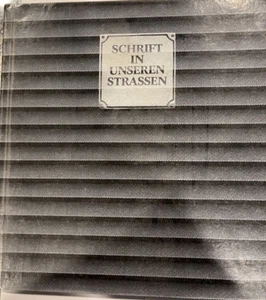 SCHRIFT
IN
UNSEREN
STRASSEN